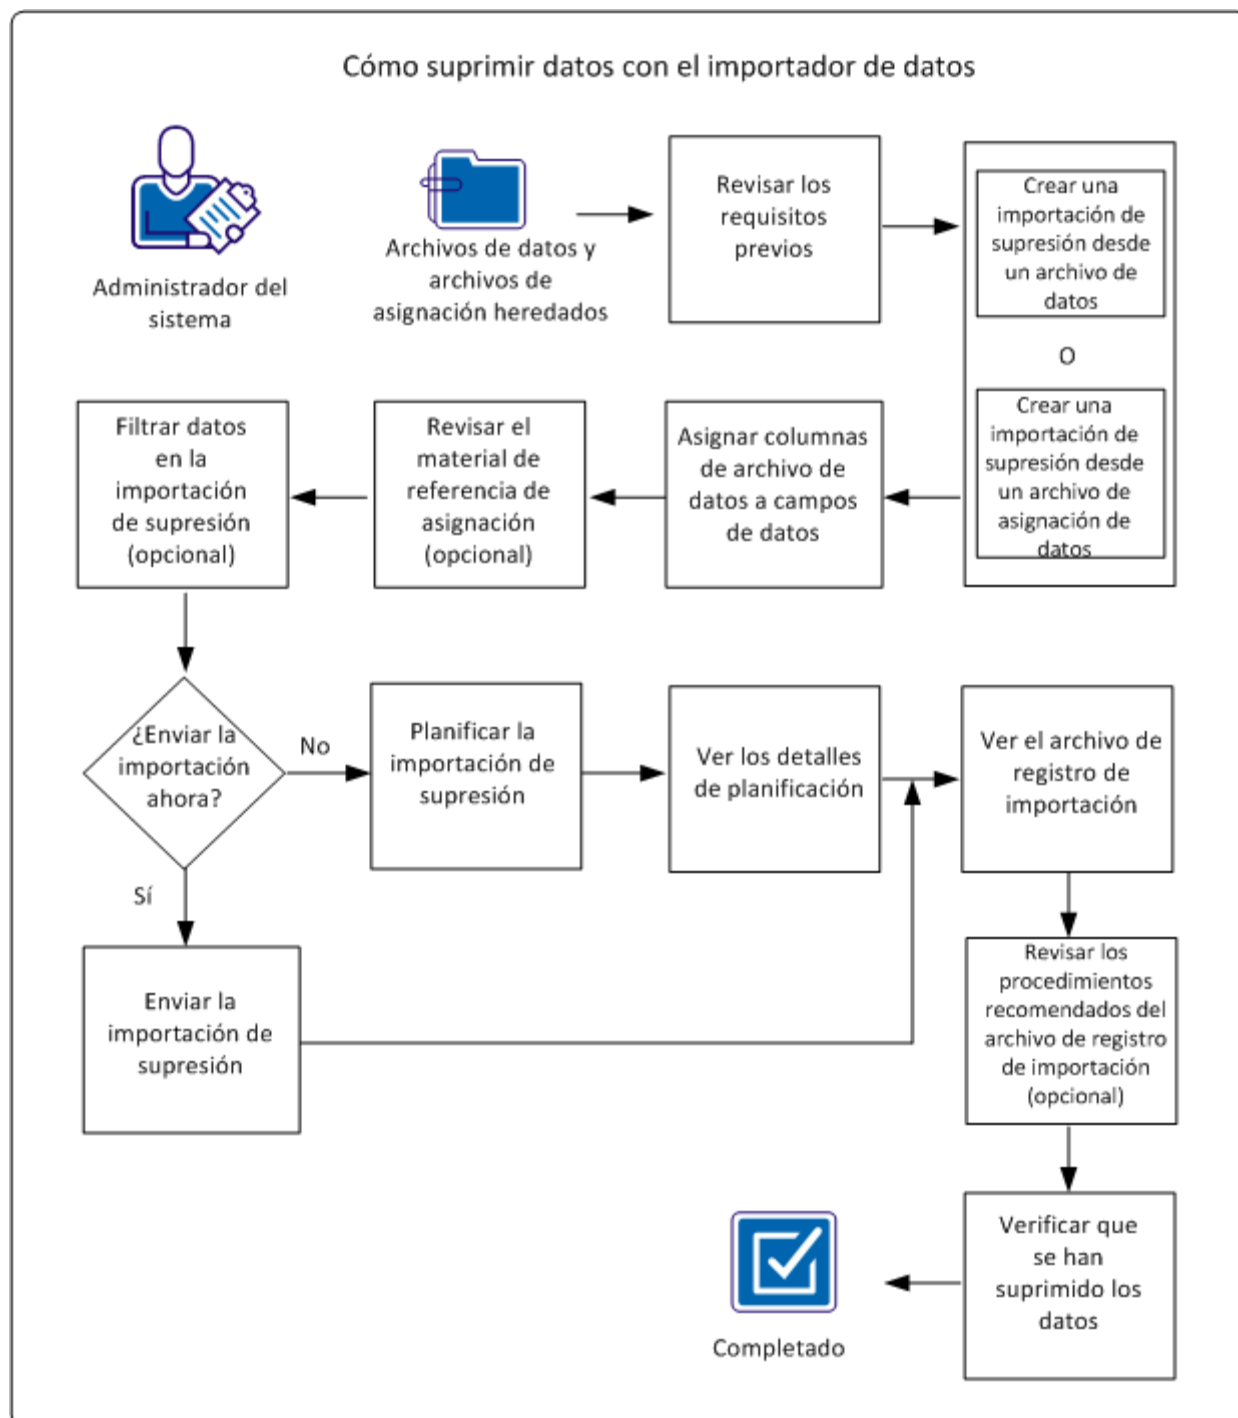 Cómo suprimir datos con el importador de datos
Administrador del
sistema
Archivos de datos y
archivos de
asignación heredados
Revisar los
requisitos
previos
Crear una
importación de
supresión desde
un archivo de
datos
O
Crear una
importación de
supresión desde
un archivo de
asignación de
datos
Asignar columnas
de archivo de
datos a campos
de datos
Revisar el
material de
referencia de
asignación
(opcional)
Filtrar datos
en la
importación
de supresión
(opcional)
¿Enviar la
importación
ahora?
No
Planificar la
importación de
supresión
Ver los detalles
de planificación
Ver el archivo de
registro de
importación
Sí
Enviar la
importación de
supresión
Revisar los
procedimientos
recomendados del
archivo de registro
de importación
(opcional)
Verificar que
se han
suprimido los
datos
Completado